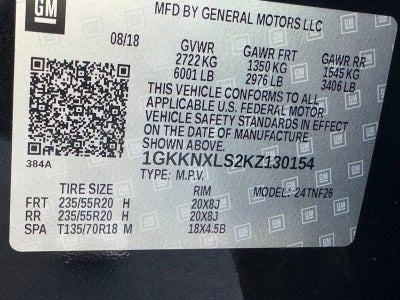 GM
MFD BY GENERAL MOTORS LLC
08/18 GVWR GAWR FRT GAWR RR
2722 KG 1350 KG 1545 KG
6001 LB 2976 LB 3406 LB
THIS VEHICLE CONFORMS TO ALL
APPLICABLE U.S. FEDERAL MOTOR
VEHICLE SAFETY STANDARDS IN EFFECT
ON THE DATE OF MANUFACTURE
SHOWN ABOVE.
384A 1GKKNXLS2KZ130154
TYPE: M.P.V. MODEL: 24TNF26
TIRE SIZE RIM
FRT 235/55R20 H 20X8J
RR 235/55R20 H 20X8J
SPA T135/70R18 M 18X4.5B